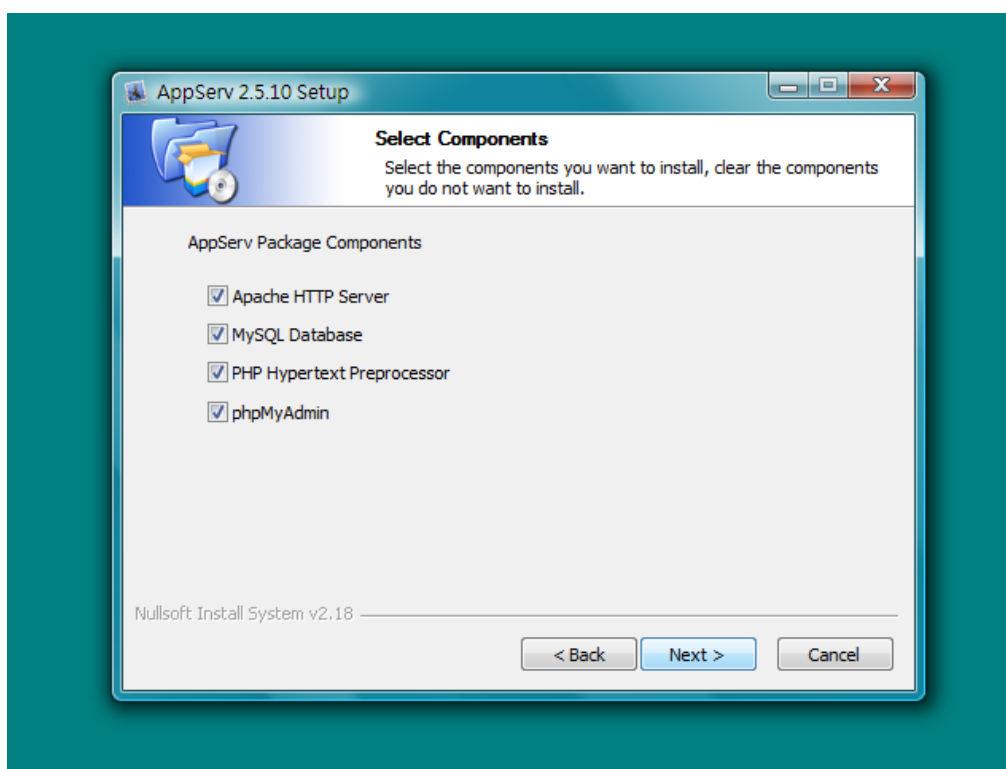 AppServ 2.5.10 Setup
Select Components
Select the components you want to install, clear the components
you do not want to install.
AppServ Package Components
Apache HTTP Server
MySQL Database
PHP Hypertext Preprocessor
phpMyAdmin
Nullsoft Install System v2.18
< Back Next > Cancel